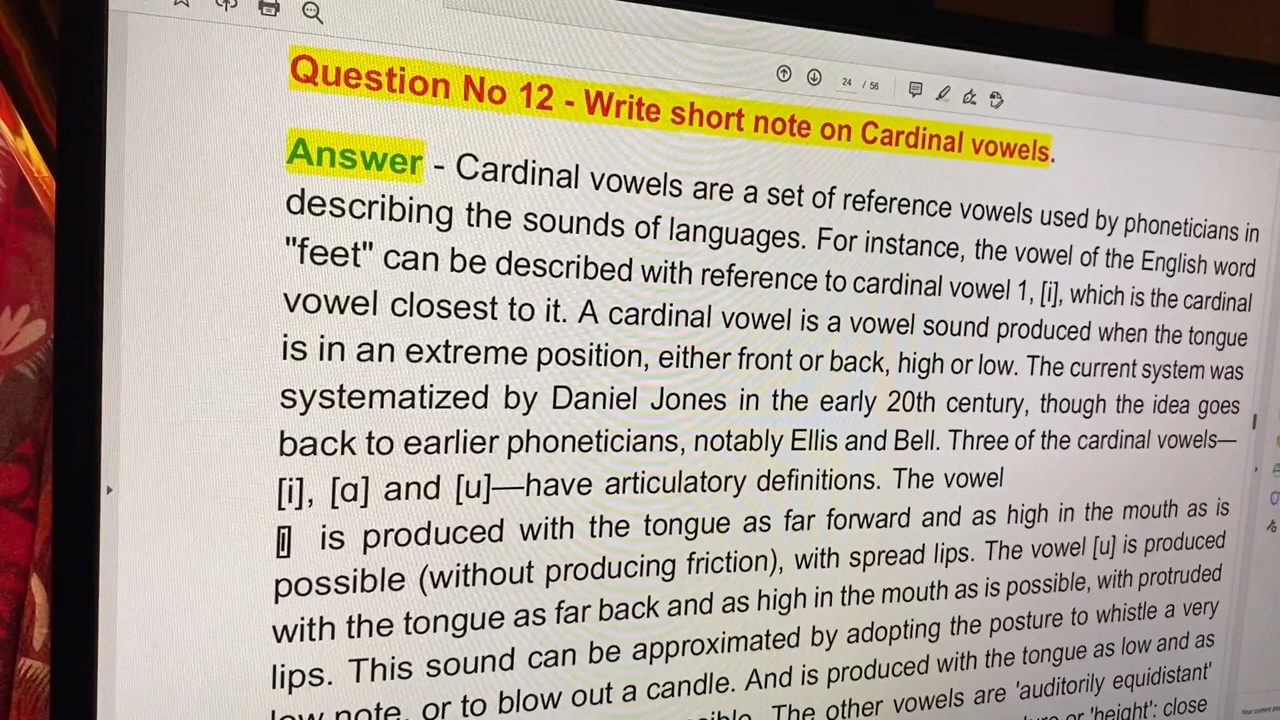 24 / 56
Question No 12 - Write short note on Cardinal vowels.
Answer - Cardinal vowels are a set of reference vowels used by phoneticians in
describing the sounds of languages. For instance, the vowel of the English word
"feet" can be described with reference to cardinal vowel 1, [i], which is the cardinal
vowel closest to it. A cardinal vowel is a vowel sound produced when the tongue
is in an extreme position, either front or back, high or low. The current system was
systematized by Daniel Jones in the early 20th century, though the idea goes
back to earlier phoneticians, notably Ellis and Bell. Three of the cardinal vowels—
[i], [ɑ] and [u]—have articulatory definitions. The vowel
is produced with the tongue as far forward and as high in the mouth as is
possible (without producing friction), with spread lips. The vowel [u] is produced
with the tongue as far back and as high in the mouth as is possible, with protruded
lips. This sound can be approximated by adopting the posture to whistle a very
low note, or to blow out a candle. And is produced with the tongue as low and as
The other vowels are 'auditorily equidistant'
or 'height': close